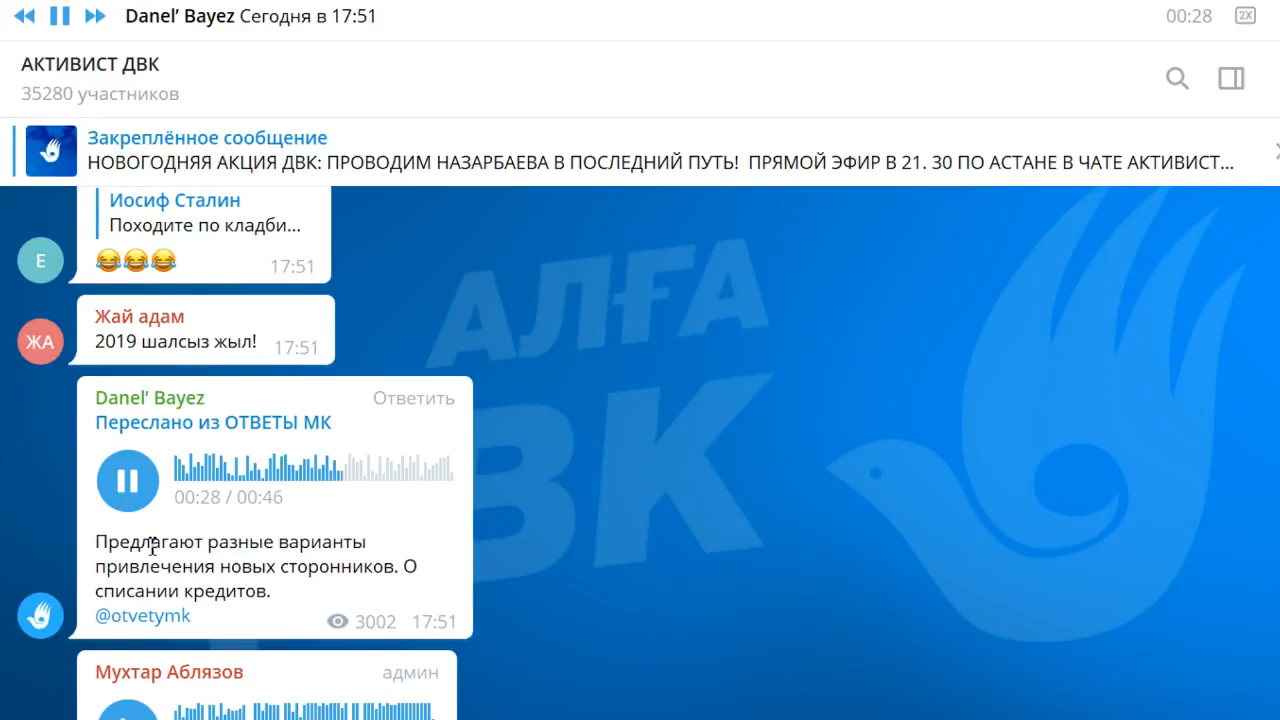 Danel’ Bayez Сегодня в 17:51
00:28 2X
АКТИВИСТ ДВК
35280 участников
Закреплённое сообщение
НОВОГОДНЯЯ АКЦИЯ ДВК: ПРОВОДИМ НАЗАРБАЕВА В ПОСЛЕДНИЙ ПУТЬ! ПРЯМОЙ ЭФИР В 21. 30 ПО АСТАНЕ В ЧАТЕ АКТИВИСТ...
Иосиф Сталин
Походите по кладби...
😂😂😂 17:51
Е
Жай адам
2019 шалсыз жыл! 17:51
ЖА
Danel’ Bayez Ответить
Переслано из ОТВЕТЫ МК
00:28 / 00:46
Предлагают разные варианты
привлечения новых сторонников. О
списании кредитов.
@otvetymk 3002 17:51
Мухтар Аблязов админ
АЛҒА
ДВК